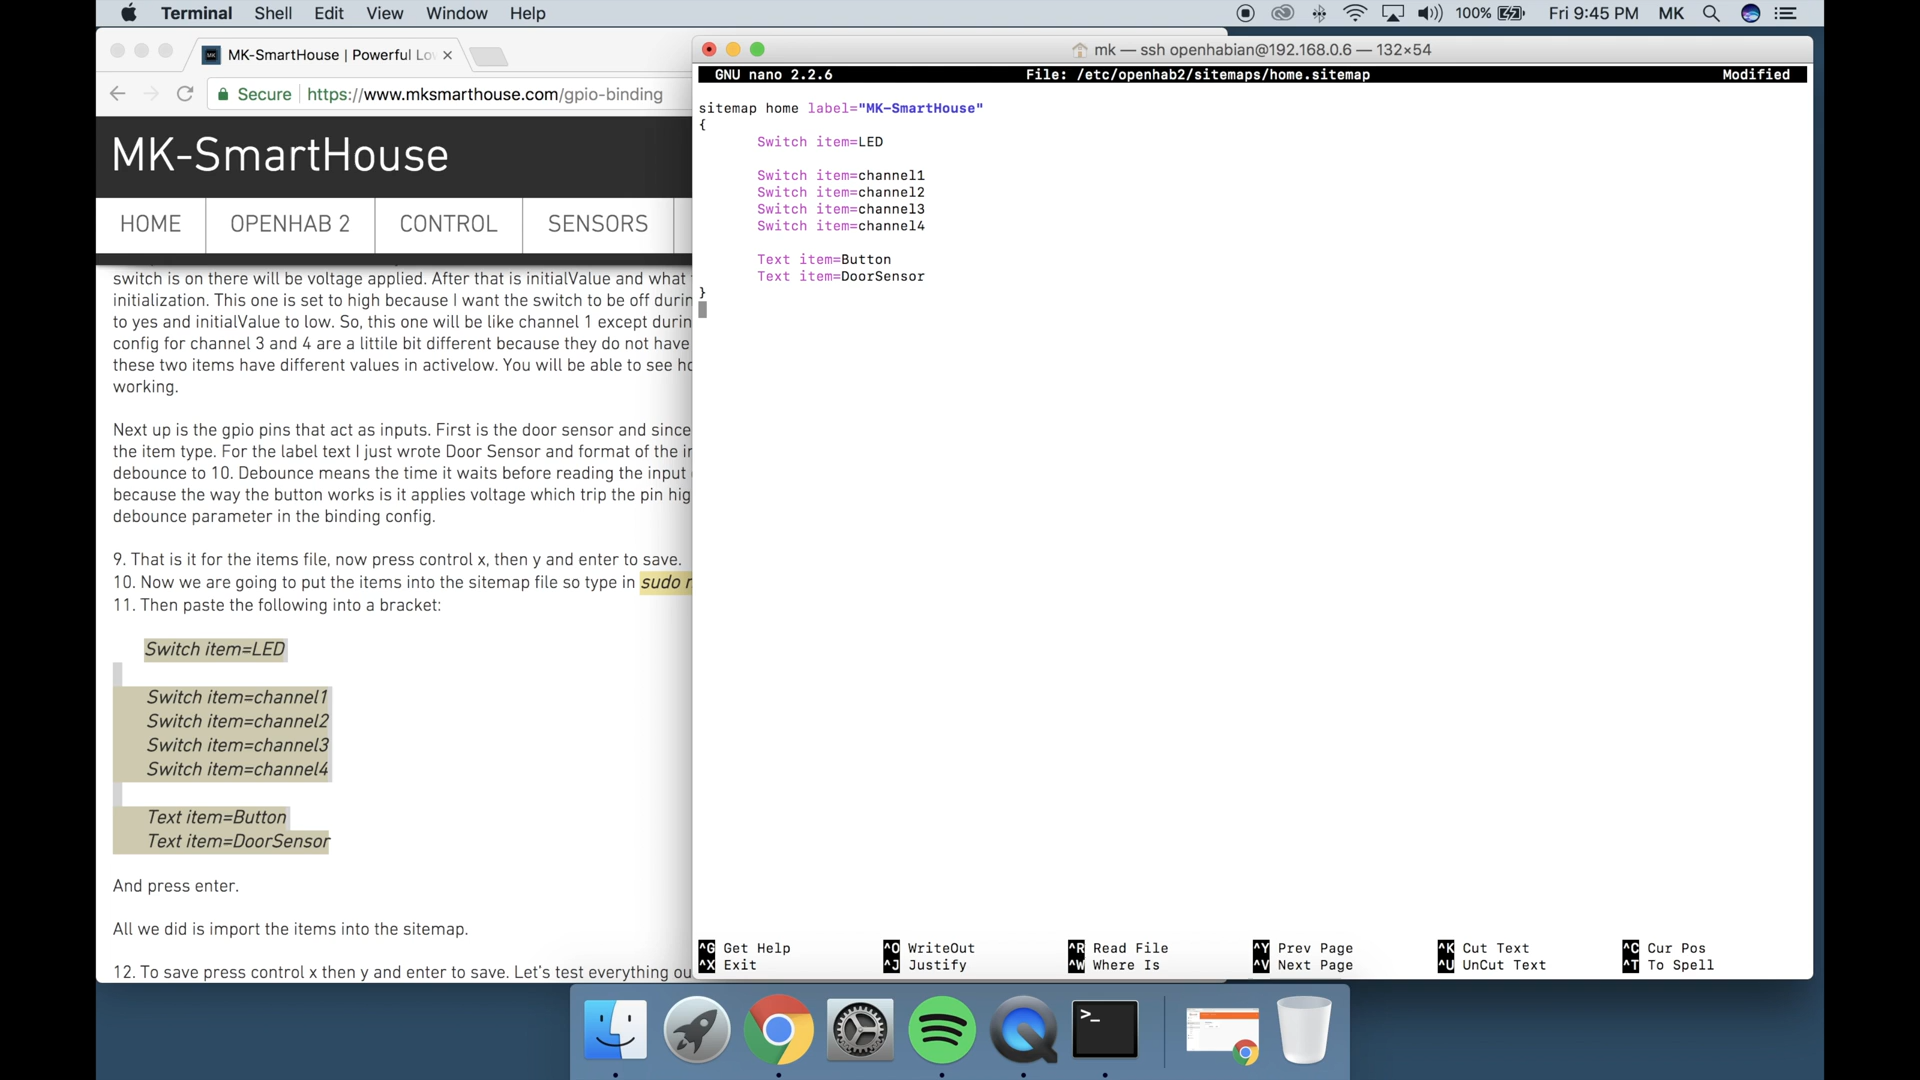 Terminal Shell Edit View Window Help 100% Fri 9:45 PM MK
MK-SmartHouse | Powerful Lo
Secure https://www.mksmarthouse.com/gpio-binding
MK-SmartHouse
HOME OPENHAB 2 CONTROL SENSORS
switch is on there will be voltage applied. After that is initialValue and what
initialization. This one is set to high because I want the switch to be off durin
to yes and initialValue to low. So, this one will be like channel 1 except durin
config for channel 3 and 4 are a littile bit different because they do not have
these two items have different values in activelow. You will be able to see ho
working.
Next up is the gpio pins that act as inputs. First is the door sensor and since
the item type. For the label text I just wrote Door Sensor and format of the in
debounce to 10. Debounce means the time it waits before reading the input
because the way the button works is it applies voltage which trip the pin hig
debounce parameter in the binding config.
9. That is it for the items file, now press control x, then y and enter to save.
10. Now we are going to put the items into the sitemap file so type in sudo n
11. Then paste the following into a bracket:
Switch item=LED
Switch item=channel1
Switch item=channel2
Switch item=channel3
Switch item=channel4
Text item=Button
Text item=DoorSensor
And press enter.
All we did is import the items into the sitemap.
12. To save press control x then y and enter to save. Let's test everything ou
mk — ssh openhabian@192.168.0.6 — 132×54
GNU nano 2.2.6 File: /etc/openhab2/sitemaps/home.sitemap Modified
sitemap home label="MK-SmartHouse"
{
Switch item=LED
Switch item=channel1
Switch item=channel2
Switch item=channel3
Switch item=channel4
Text item=Button
Text item=DoorSensor
}
^G Get Help ^O WriteOut ^R Read File ^Y Prev Page ^K Cut Text ^C Cur Pos
^X Exit ^J Justify ^W Where Is ^V Next Page ^U UnCut Text ^T To Spell
>_